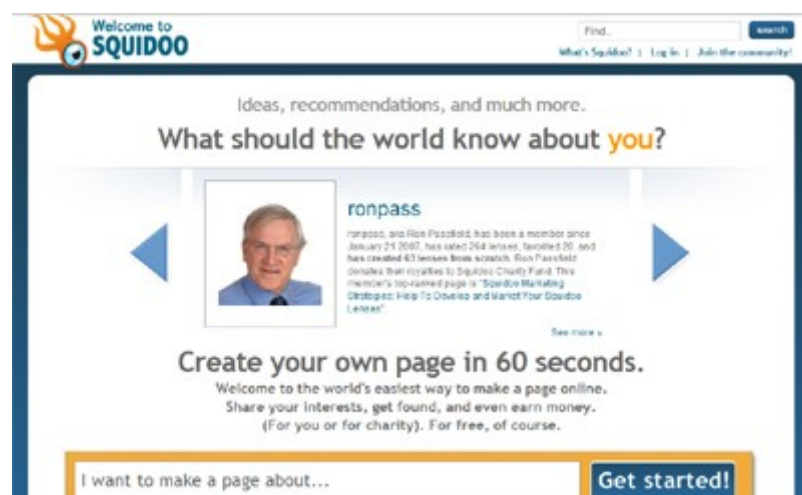 Welcome to
SQUIDOO
Find..
search
What's Squidoo? | Log in | Join the community!
Ideas, recommendations, and much more.
What should the world know about you?
ronpass
ronpass, aka Ron Passfield, has been a member since
January 21 2007, has rated 264 lenses, favorited 20, and
has created 63 lenses from scratch. Ron Passfield
donates their royalties to Squidoo Charity Fund. This
member's top-ranked page is "Squidoo Marketing
Strategies: Help To Develop and Market Your Squidoo
Lenses".
See more »
Create your own page in 60 seconds.
Welcome to the world's easiest way to make a page online.
Share your interests, get found, and even earn money.
(For you or for charity). For free, of course.
I want to make a page about...
Get started!